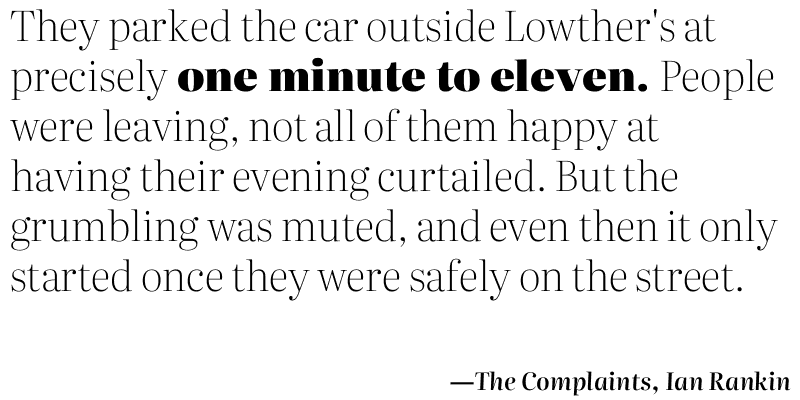 They parked the car outside Lowther's at
precisely one minute to eleven. People
were leaving, not all of them happy at
having their evening curtailed. But the
grumbling was muted, and even then it only
started once they were safely on the street.
—The Complaints, Ian Rankin